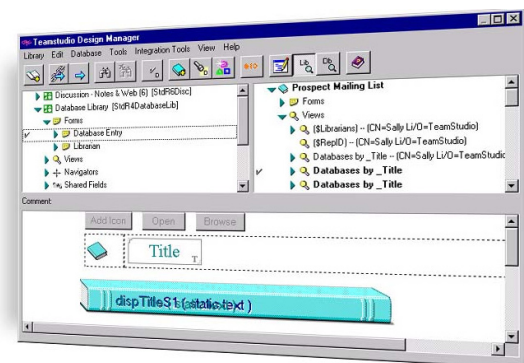 Teamstudio Design Manager
Library Edit Database Tools Integration Tools View Help
Lib
Db
Discussion - Notes & Web (6) [StdR6Disc]
Database Library [StdR4DatabaseLib]
Forms
Database Entry
Librarian
Views
Navigators
Shared Fields
Prospect Mailing List
Forms
Views
($Librarians) -- (CN=Sally Li/O=TeamStudio)
($RepID) -- (CN=Sally Li/O=TeamStudio)
Databases by _Title -- (CN=Sally Li/O=TeamStudio
Databases by _Title
Databases by _Title
Comment:
Add Icon Open Browse
Title T
dispTitleS1 ( static text )